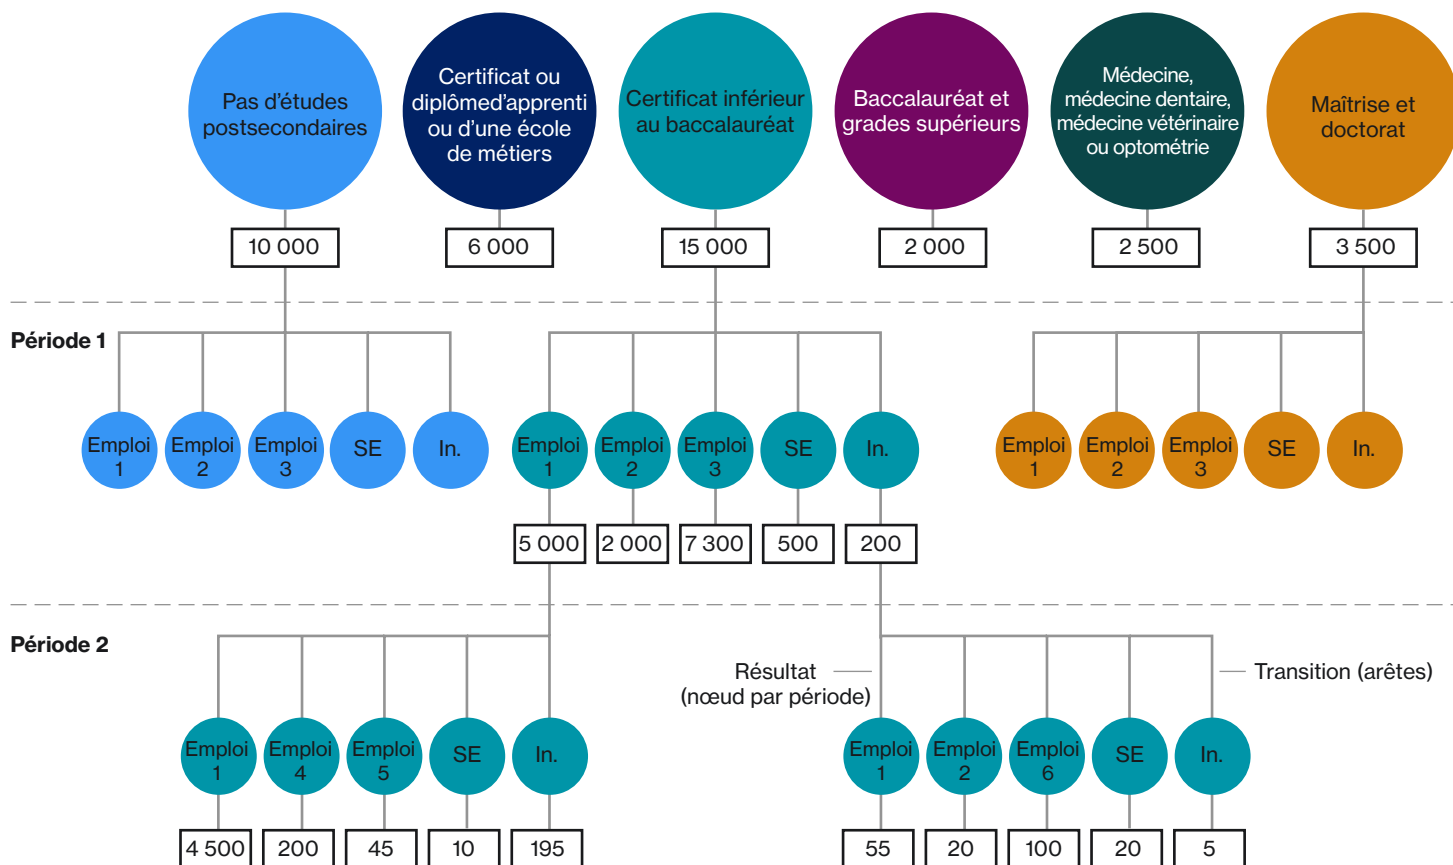 Pas d'études
postsecondaires
Certificat ou
diplômed'apprenti
ou d'une école
de métiers
Certificat inférieur
au baccalauréat
Baccalauréat et
grades supérieurs
Médecine,
médecine dentaire,
médecine vétérinaire
ou optométrie
Maîtrise et
doctorat
10 000
6 000
15 000
2 000
2 500
3 500
Période 1
Emploi
1
Emploi
2
Emploi
3
SE
In.
Emploi
1
Emploi
2
Emploi
3
SE
In.
Emploi
1
Emploi
2
Emploi
3
SE
In.
5 000
2 000
7 300
500
200
Période 2
Résultat
(nœud par période)
Transition (arêtes)
Emploi
1
Emploi
4
Emploi
5
SE
In.
Emploi
1
Emploi
2
Emploi
6
SE
In.
4 500
200
45
10
195
55
20
100
20
5